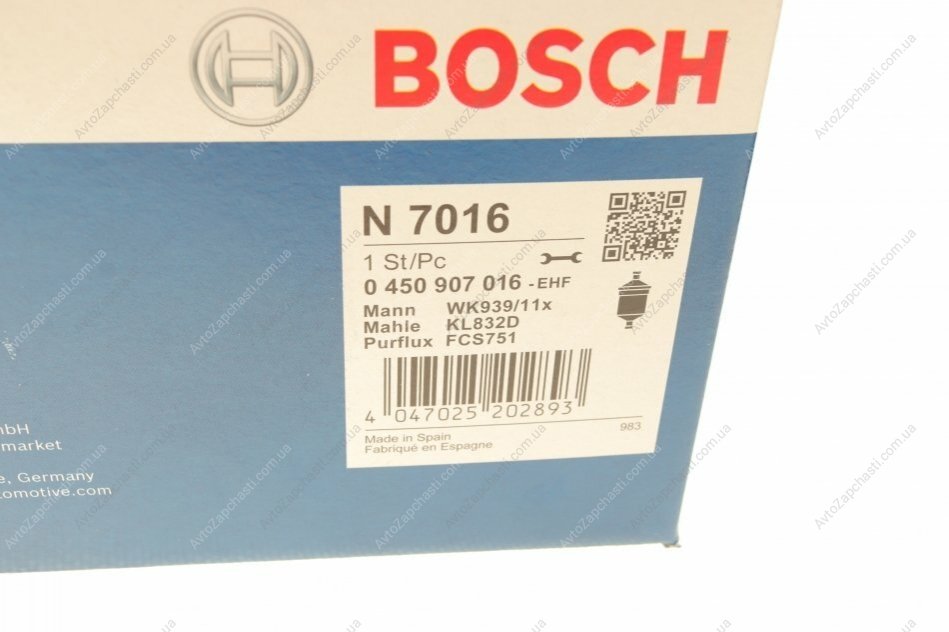 BOSCH
N 7016
1 St/Pc
0 450 907 016 - EHF
Mann WK939/11x
Mahle KL832D
Purflux FCS751
4 047025 202893
983
Made in Spain
Fabriqué en Espagne
mbH
market
e, Germany
tomotive.com
AvtoZapchasti.com.ua